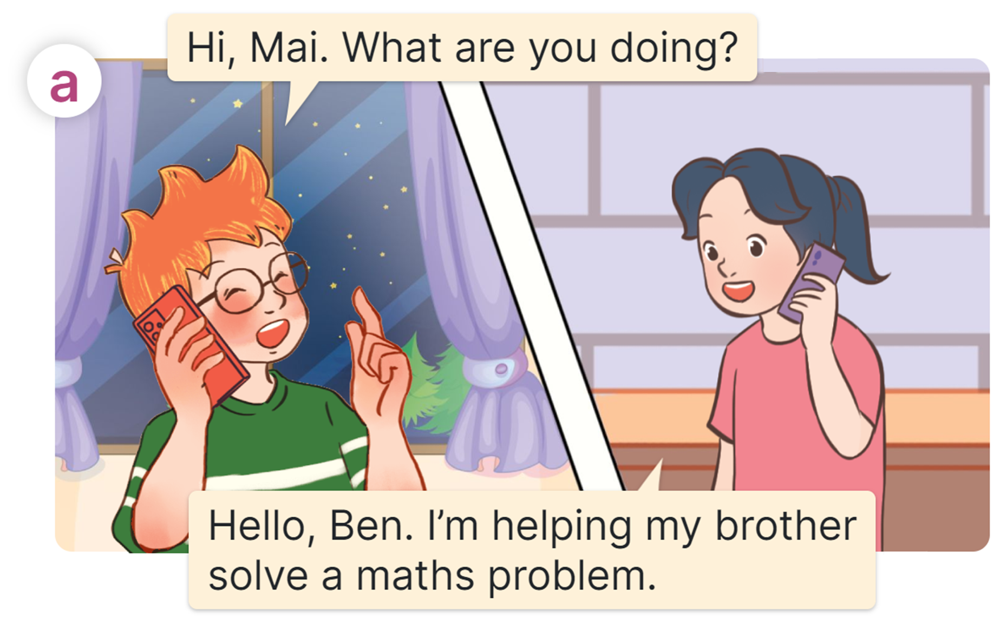 a
Hi, Mai. What are you doing?
Hello, Ben. I’m helping my brother
solve a maths problem.